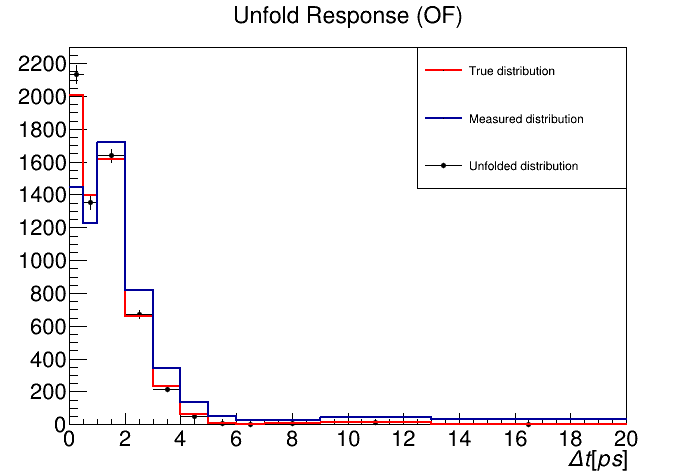 Unfold Response (OF)
2200
2000
1800
1600
1400
1200
1000
800
600
400
200
0
True distribution
Measured distribution
Unfolded distribution
0 2 4 6 8 10 12 14 16 18 20
Δt[ps]